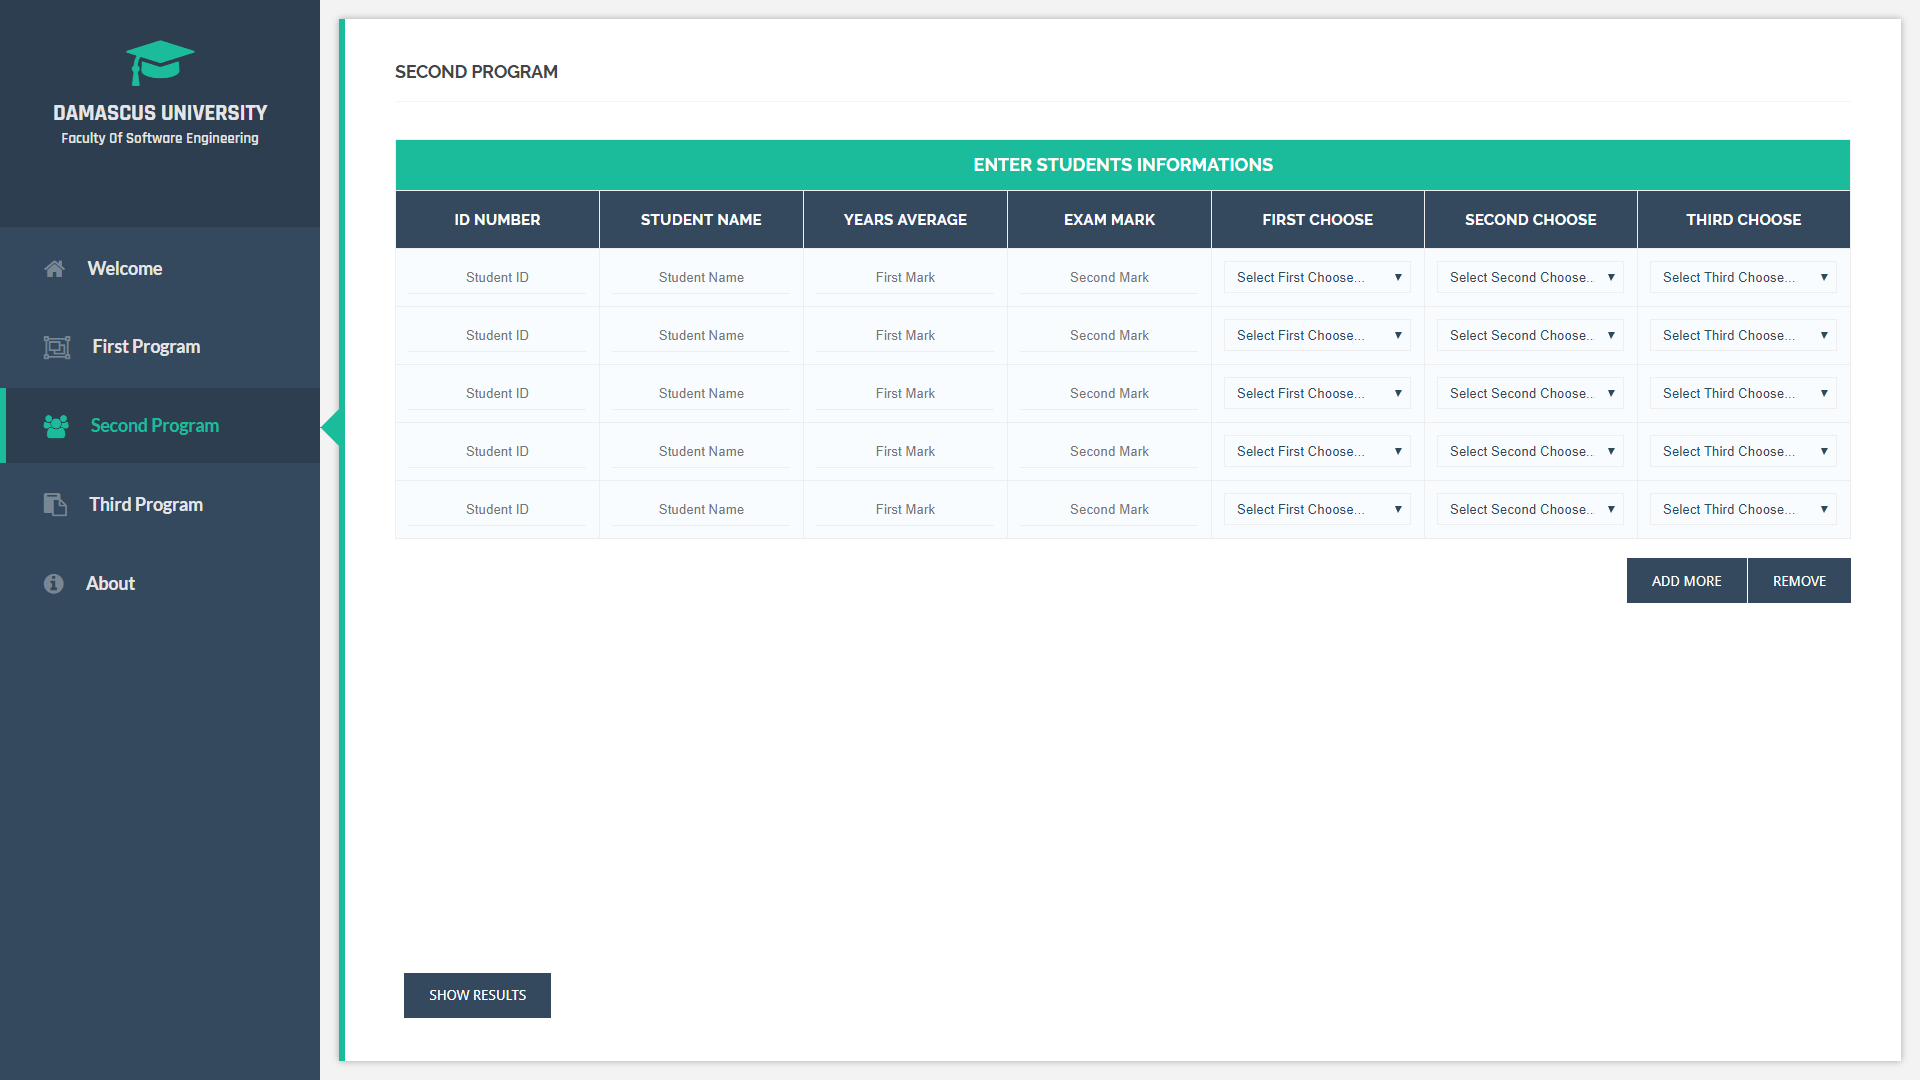 DAMASCUS UNIVERSITY
Faculty Of Software Engineering
Welcome
First Program
Second Program
Third Program
About
SECOND PROGRAM
ENTER STUDENTS INFORMATIONS
ID NUMBER STUDENT NAME YEARS AVERAGE EXAM MARK FIRST CHOOSE SECOND CHOOSE THIRD CHOOSE
Student ID Student Name First Mark Second Mark Select First Choose... Select Second Choose.. Select Third Choose...
Student ID Student Name First Mark Second Mark Select First Choose... Select Second Choose.. Select Third Choose...
Student ID Student Name First Mark Second Mark Select First Choose... Select Second Choose.. Select Third Choose...
Student ID Student Name First Mark Second Mark Select First Choose... Select Second Choose.. Select Third Choose...
Student ID Student Name First Mark Second Mark Select First Choose... Select Second Choose.. Select Third Choose...
ADD MORE REMOVE
SHOW RESULTS